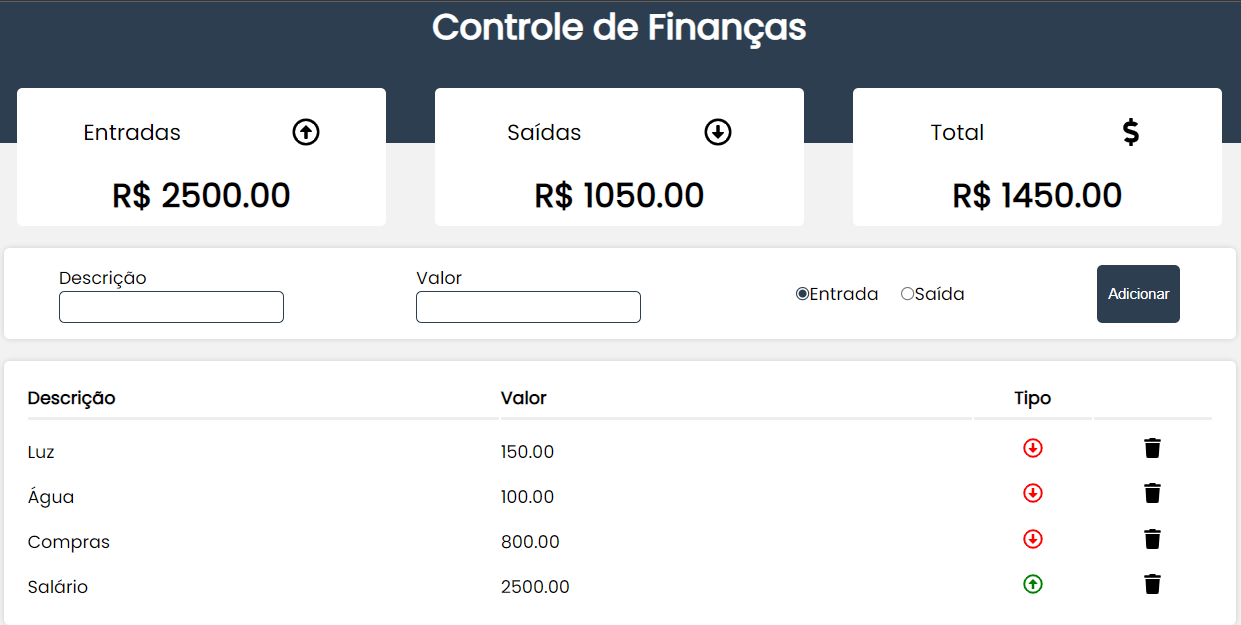 Controle de Finanças
Entradas
R$ 2500.00
Saídas
R$ 1050.00
Total
$
R$ 1450.00
Descrição
Valor
Entrada Saída
Adicionar
Descrição Valor Tipo
Luz 150.00
Água 100.00
Compras 800.00
Salário 2500.00